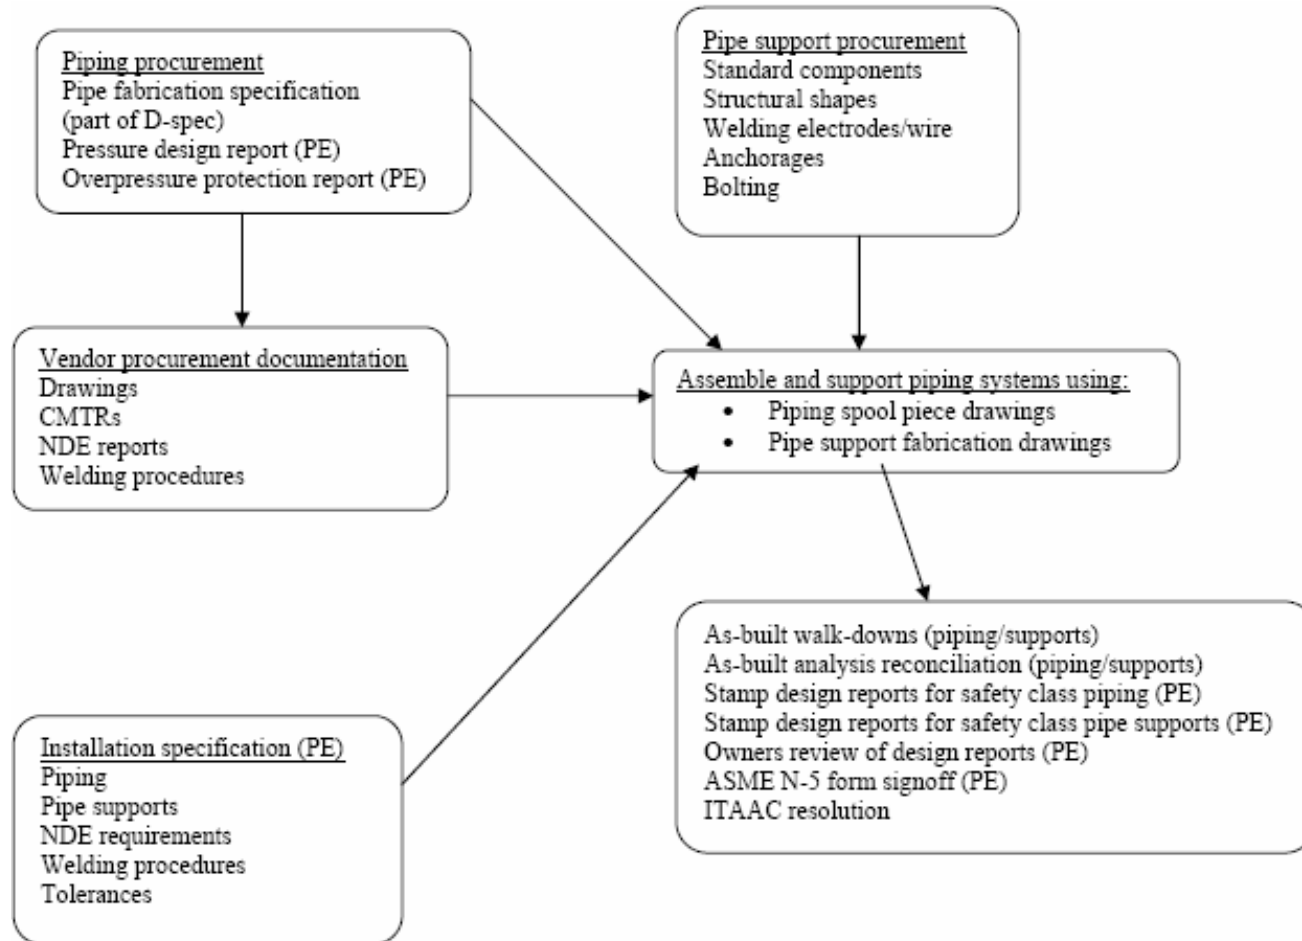 Piping procurement
Pipe fabrication specification
(part of D-spec)
Pressure design report (PE)
Overpressure protection report (PE)
Pipe support procurement
Standard components
Structural shapes
Welding electrodes/wire
Anchorages
Bolting
Vendor procurement documentation
Drawings
CMTRs
NDE reports
Welding procedures
Assemble and support piping systems using:
• Piping spool piece drawings
• Pipe support fabrication drawings
Installation specification (PE)
Piping
Pipe supports
NDE requirements
Welding procedures
Tolerances
As-built walk-downs (piping/supports)
As-built analysis reconciliation (piping/supports)
Stamp design reports for safety class piping (PE)
Stamp design reports for safety class pipe supports (PE)
Owners review of design reports (PE)
ASME N-5 form signoff (PE)
ITAAC resolution